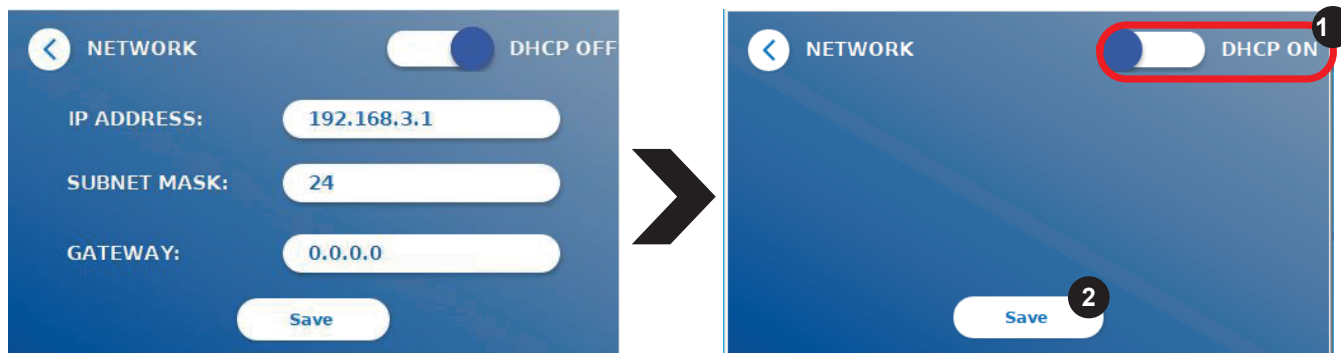 NETWORK DHCP OFF
IP ADDRESS: 192.168.3.1
SUBNET MASK: 24
GATEWAY: 0.0.0.0
Save
1
NETWORK DHCP ON
2
Save